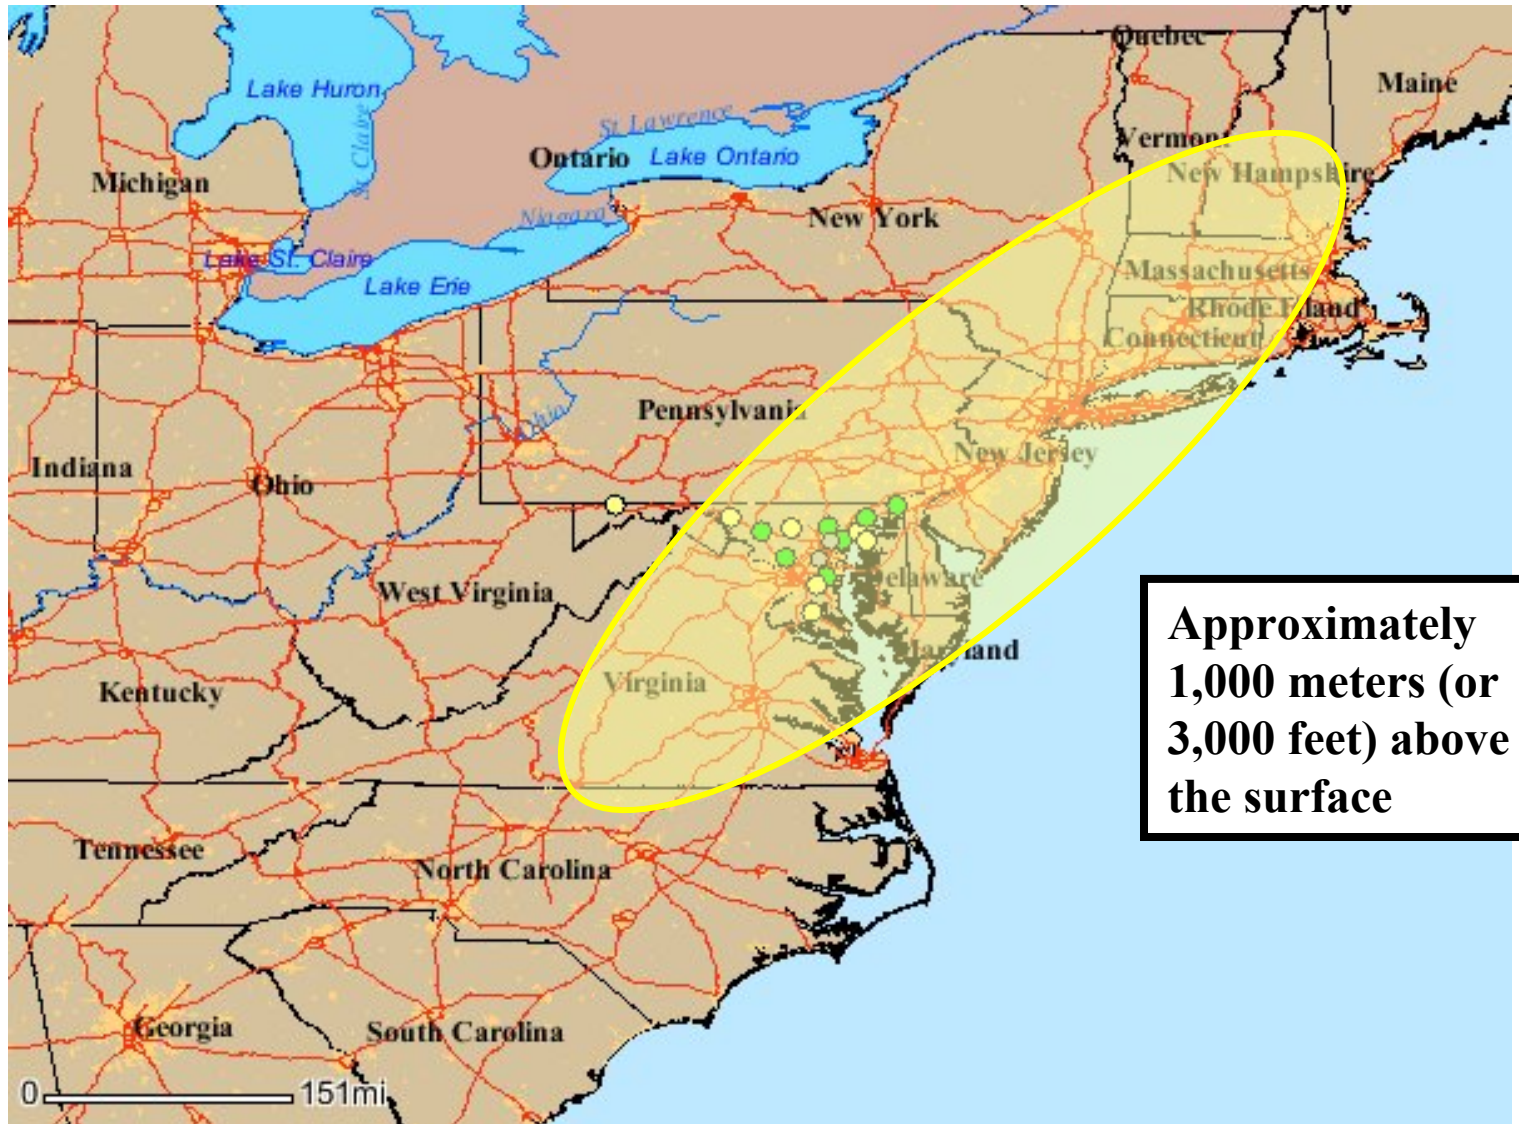 Quebec
Maine
Lake Huron
St Claire
St Lawrence
Vermont
Ontario
Lake Ontario
New Hampshire
Michigan
Niagara
New York
Lake St. Claire
Massachusetts
Lake Erie
Rhode Island
Connecticut
Pennsylvania
Ohio
New Jersey
Indiana
Ohio
Delaware
West Virginia
Maryland
Virginia
Kentucky
Tennessee
North Carolina
Georgia
South Carolina
0 151mi
Approximately
1,000 meters (or
3,000 feet) above
the surface